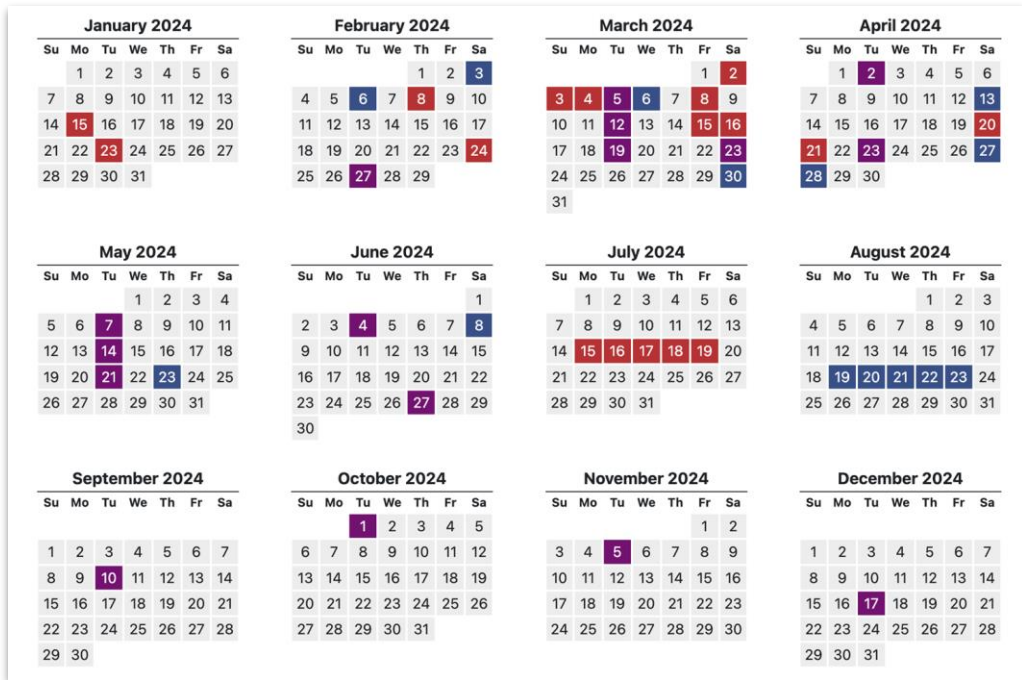 January 2024 February 2024 March 2024 April 2024
Su Mo Tu We Th Fr Sa Su Mo Tu We Th Fr Sa Su Mo Tu We Th Fr Sa Su Mo Tu We Th Fr Sa
1 2 3 4 5 6 1 2 3 1 2 1 2 3 4 5 6
7 8 9 10 11 12 13 4 5 6 7 8 9 10 3 4 5 6 7 8 9 7 8 9 10 11 12 13
14 15 16 17 18 19 20 11 12 13 14 15 16 17 10 11 12 13 14 15 16 14 15 16 17 18 19 20
21 22 23 24 25 26 27 18 19 20 21 22 23 24 17 18 19 20 21 22 23 21 22 23 24 25 26 27
28 29 30 31 25 26 27 28 29 24 25 26 27 28 29 30 28 29 30
31
May 2024 June 2024 July 2024 August 2024
Su Mo Tu We Th Fr Sa Su Mo Tu We Th Fr Sa Su Mo Tu We Th Fr Sa Su Mo Tu We Th Fr Sa
1 2 3 4 1 1 2 3 4 5 6 1 2 3
5 6 7 8 9 10 11 2 3 4 5 6 7 8 7 8 9 10 11 12 13 4 5 6 7 8 9 10
12 13 14 15 16 17 18 9 10 11 12 13 14 15 14 15 16 17 18 19 20 11 12 13 14 15 16 17
19 20 21 22 23 24 25 16 17 18 19 20 21 22 21 22 23 24 25 26 27 18 19 20 21 22 23 24
26 27 28 29 30 31 23 24 25 26 27 28 29 28 29 30 31 25 26 27 28 29 30 31
30
September 2024 October 2024 November 2024 December 2024
Su Mo Tu We Th Fr Sa Su Mo Tu We Th Fr Sa Su Mo Tu We Th Fr Sa Su Mo Tu We Th Fr Sa
1 2 3 4 5 1 2
1 2 3 4 5 6 7 6 7 8 9 10 11 12 3 4 5 6 7 8 9 1 2 3 4 5 6 7
8 9 10 11 12 13 14 13 14 15 16 17 18 19 10 11 12 13 14 15 16 8 9 10 11 12 13 14
15 16 17 18 19 20 21 20 21 22 23 24 25 26 17 18 19 20 21 22 23 15 16 17 18 19 20 21
22 23 24 25 26 27 28 27 28 29 30 31 24 25 26 27 28 29 30 22 23 24 25 26 27 28
29 30 29 30 31